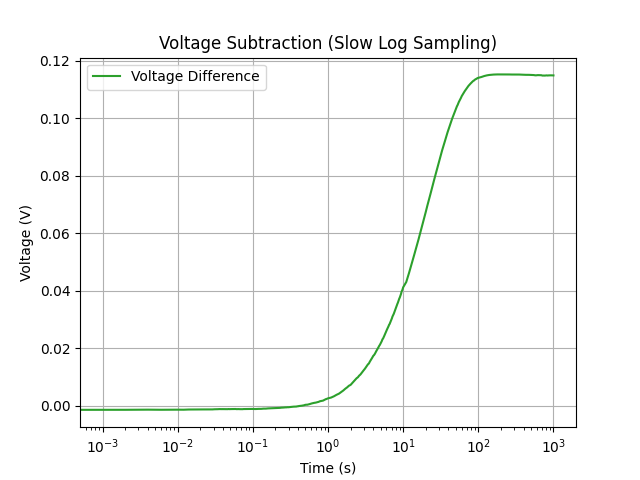 Voltage Subtraction (Slow Log Sampling)
Voltage Difference
Voltage (V)
0.12
0.10
0.08
0.06
0.04
0.02
0.00
10⁻³ 10⁻² 10⁻¹ 10⁰ 10¹ 10² 10³
Time (s)